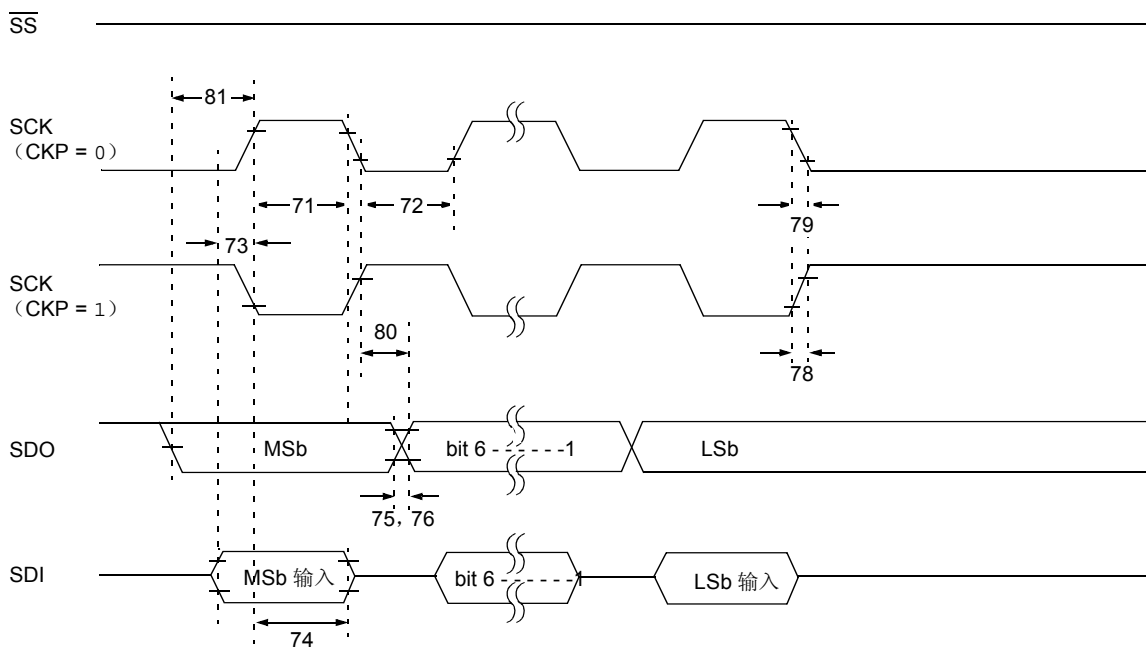 SS
81
SCK
（CKP = 0）
71
72
79
73
SCK
（CKP = 1）
80
78
SDO
MSb
bit 6 - - - - - -1
LSb
75，76
SDI
MSb 输入
bit 6 - - - - - -1
LSb 输入
74